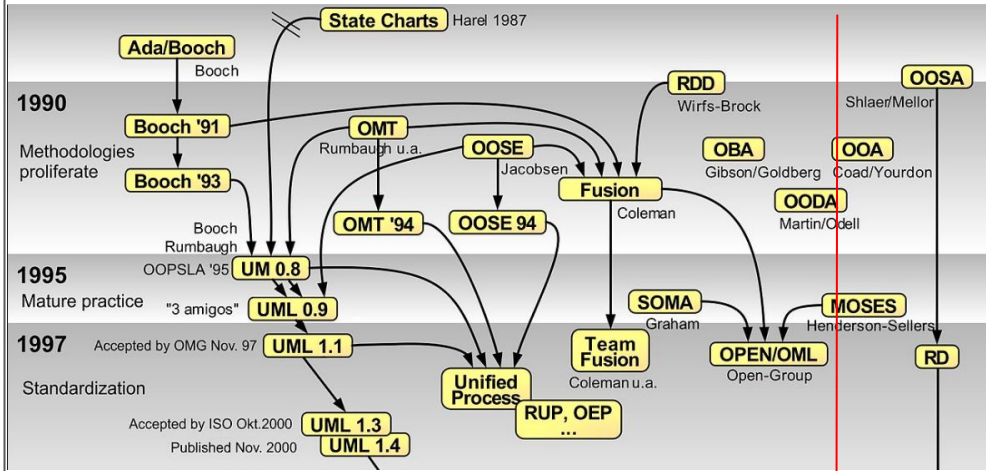 State Charts
Harel 1987
Ada/Booch
Booch
OOSA
Shlaer/Mellor
1990
Methodologies
proliferate
RDD
Wirfs-Brock
Booch '91
OMT
Rumbaugh u.a.
OOSE
Jacobsen
OBA
Gibson/Goldberg
OOA
Coad/Yourdon
Booch '93
Fusion
Coleman
OODA
Martin/Odell
OMT '94
OOSE 94
Booch
Rumbaugh
OOPSLA '95
UM 0.8
1995
Mature practice
"3 amigos"
UML 0.9
SOMA
Graham
MOSES
Henderson-Sellers
1997
Standardization
Accepted by OMG Nov. 97
UML 1.1
Team
Fusion
Coleman u.a.
OPEN/OML
Open-Group
RD
Unified
Process
RUP, OEP
...
Accepted by ISO Okt.2000
UML 1.3
Published Nov. 2000
UML 1.4